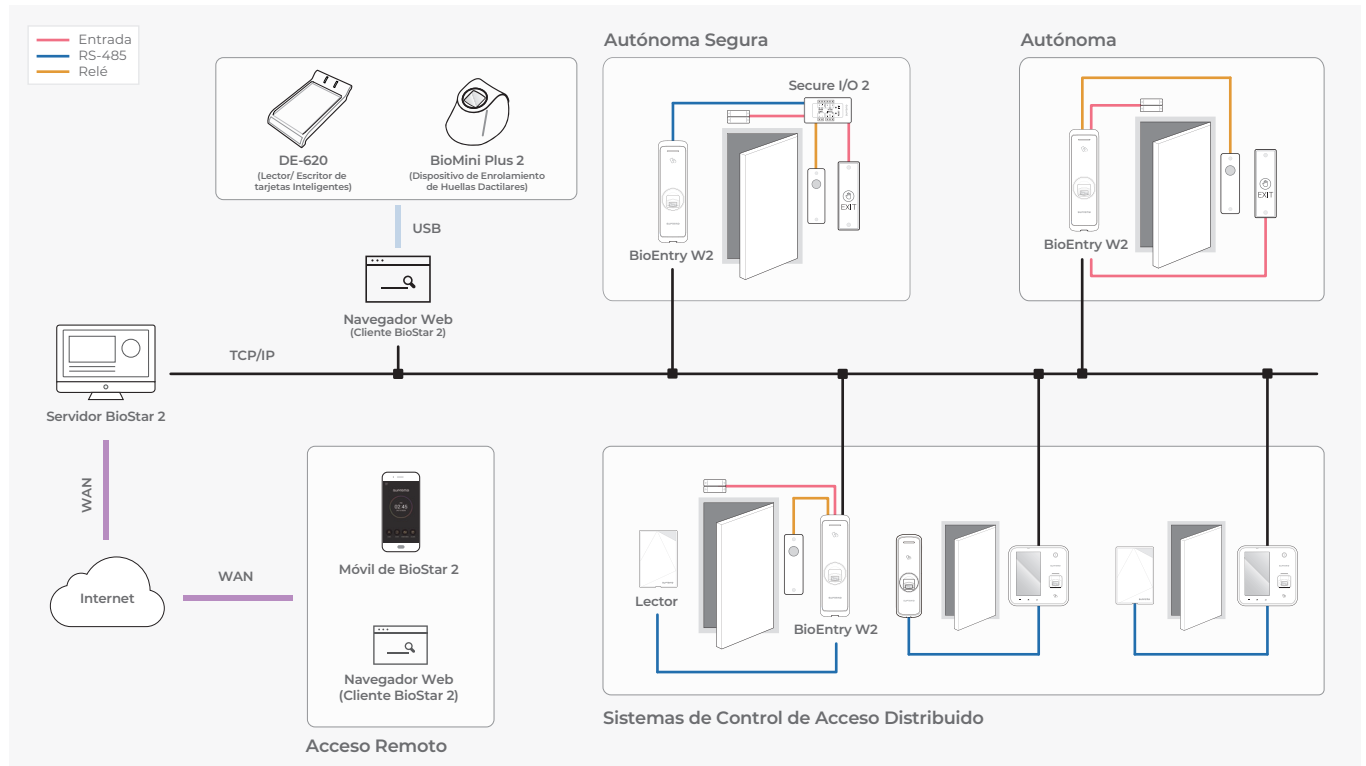 Entrada
RS-485
Relé
DE-620
(Lector/ Escritor de
tarjetas Inteligentes)
BioMini Plus 2
(Dispositivo de Enrolamiento
de Huellas Dactilares)
USB
Navegador Web
(Cliente BioStar 2)
Autónoma Segura
Secure I/O 2
EXIT
BioEntry W2
Autónoma
EXIT
BioEntry W2
TCP/IP
Servidor BioStar 2
WAN
Internet
WAN
02:45
Móvil de BioStar 2
Navegador Web
(Cliente BioStar 2)
Acceso Remoto
Lector
BioEntry W2
Sistemas de Control de Acceso Distribuido